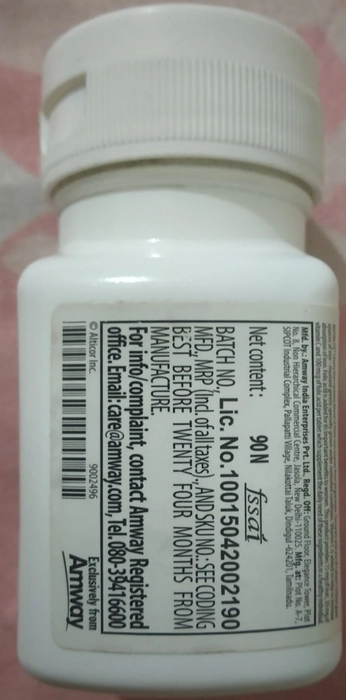 Mfd. by: Amway India Enterprises Pvt. Ltd., Regd. Off: Ground Floor, Elegance Tower, Plot
No. 8, Non Hierarchical Commercial Centre, Jasola, New Delhi-110025. Mfg. at: Plot No. A-7,
SIPCOT Industrial Complex, Pallapatti Village, Nilakottai Taluk, Dindigul -624201, Tamilnadu.
Net content: 90N fssai
BATCH NO., Lic. No.10015042002190
MFD., MRP (Incl. of all taxes)., AND SKU NO.: SEE CODING
BEST BEFORE TWENTY FOUR MONTHS FROM
MANUFACTURE.
For info/complaint, contact Amway Registered
office. Email: care@amway.com, Tel. 080-39416600
© Alticor Inc. 9002496 Exclusively from
Amway